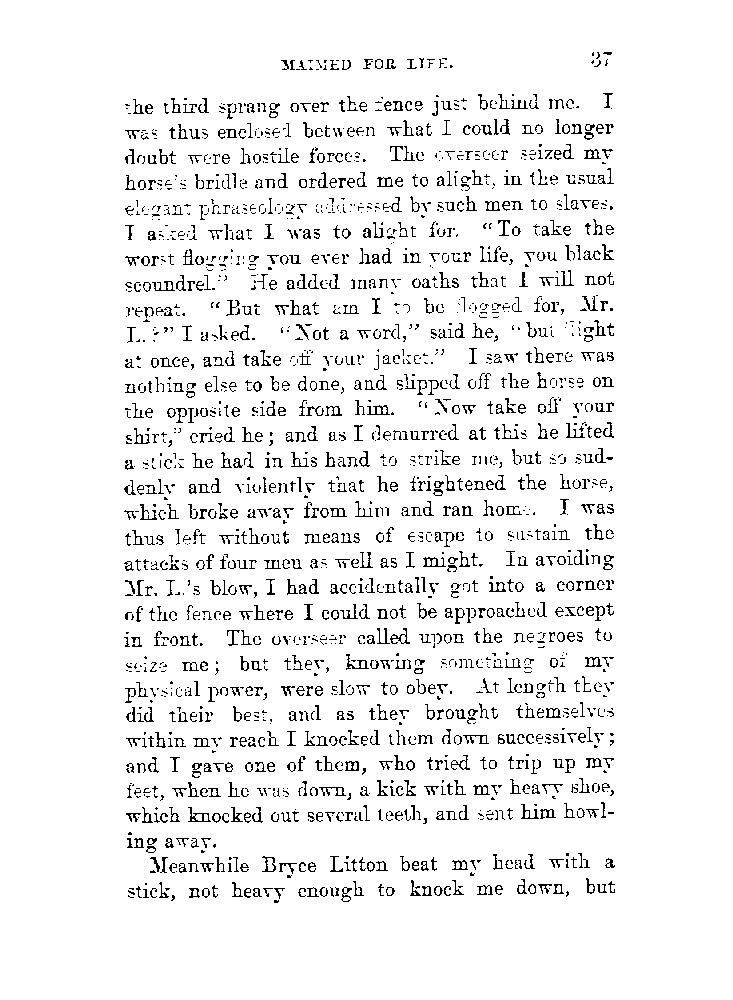 MAIMED FOR LIFE. 37
the third sprang over the fence just behind me. I
was thus enclosed between what I could no longer
doubt were hostile forces. The overseer seized my
horse's bridle and ordered me to alight, in the usual
elegant phraseology addressed by such men to slaves.
I asked what I was to alight for. "To take the
worst flogging you ever had in your life, you black
scoundrel." He added many oaths that I will not
repeat. "But what am I to be flogged for, Mr.
L.?" I asked. "Not a word," said he, "but 'light
at once, and take off your jacket." I saw there was
nothing else to be done, and slipped off the horse on
the opposite side from him. "Now take off your
shirt," cried he; and as I demurred at this he lifted
a stick he had in his hand to strike me, but so sud-
denly and violently that he frightened the horse,
which broke away from him and ran home. I was
thus left without means of escape to sustain the
attacks of four men as well as I might. In avoiding
Mr. L.'s blow, I had accidentally got into a corner
of the fence where I could not be approached except
in front. The overseer called upon the negroes to
seize me; but they, knowing something of my
physical power, were slow to obey. At length they
did their best, and as they brought themselves
within my reach I knocked them down successively;
and I gave one of them, who tried to trip up my
feet, when he was down, a kick with my heavy shoe,
which knocked out several teeth, and sent him howl-
ing away.
Meanwhile Bryce Litton beat my head with a
stick, not heavy enough to knock me down, but